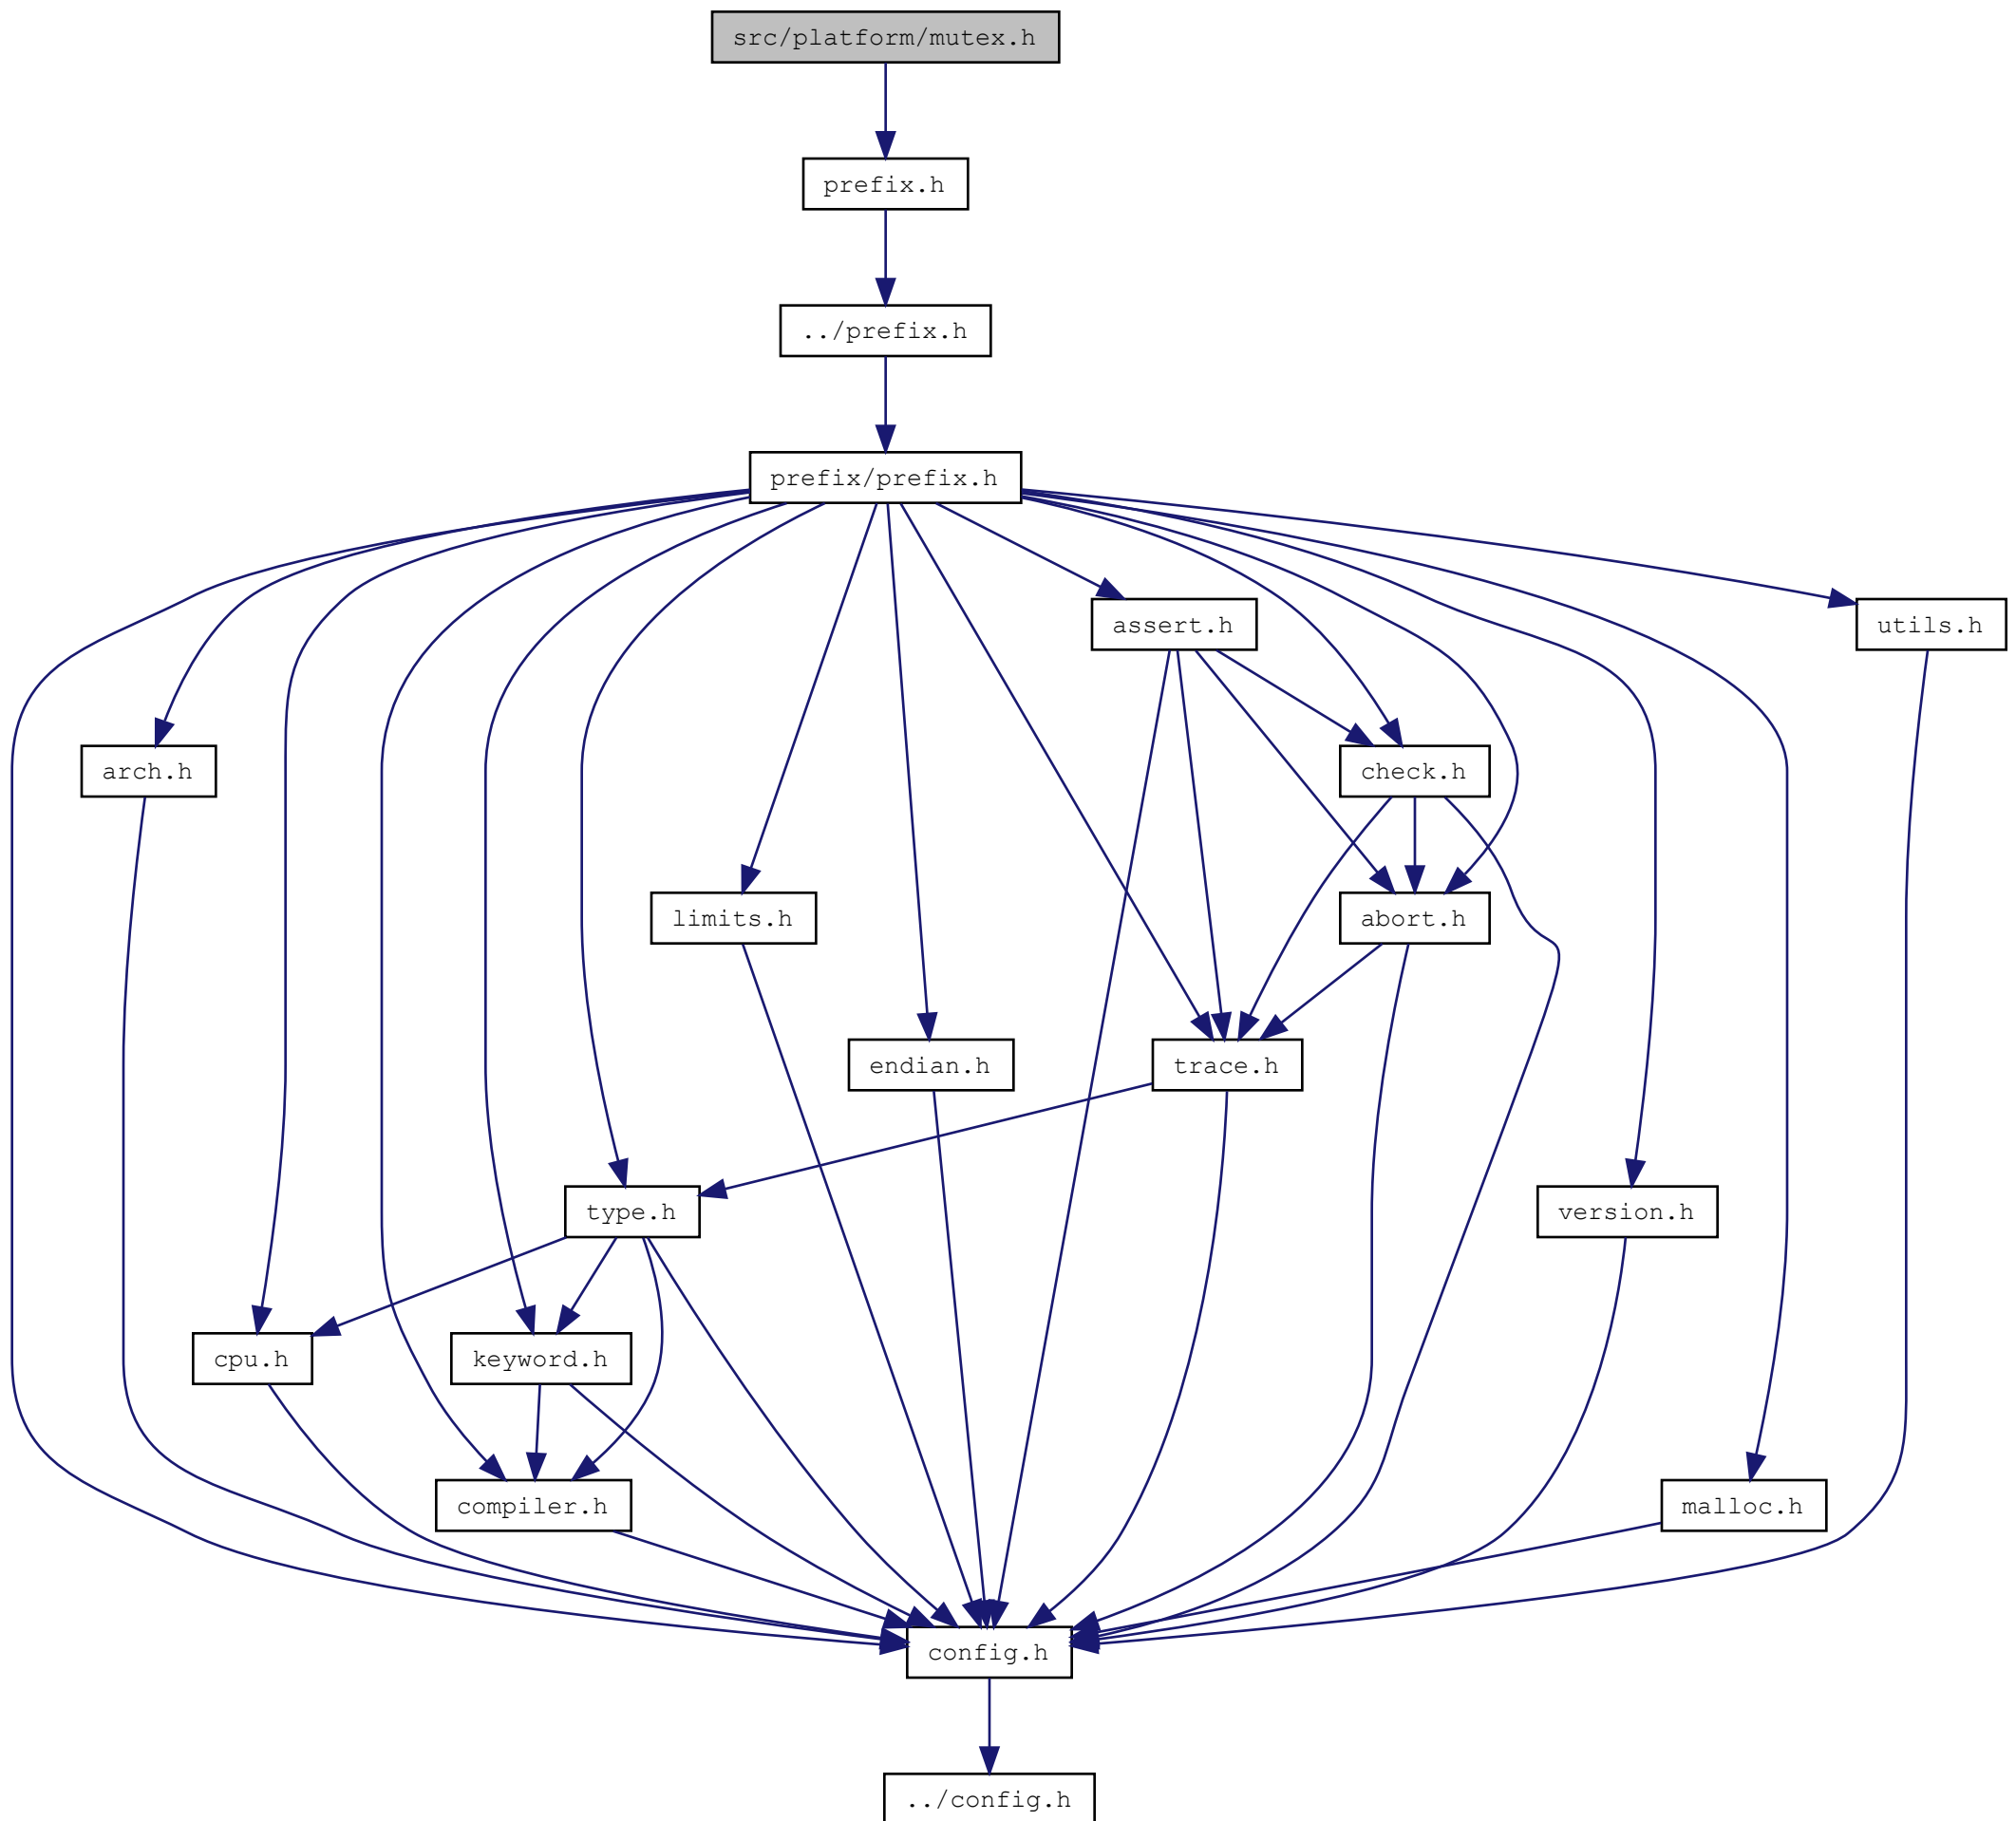 src/platform/mutex.h
prefix.h
../prefix.h
prefix/prefix.h
assert.h
utils.h
arch.h
check.h
limits.h
abort.h
endian.h
trace.h
type.h
version.h
cpu.h
keyword.h
compiler.h
malloc.h
config.h
../config.h